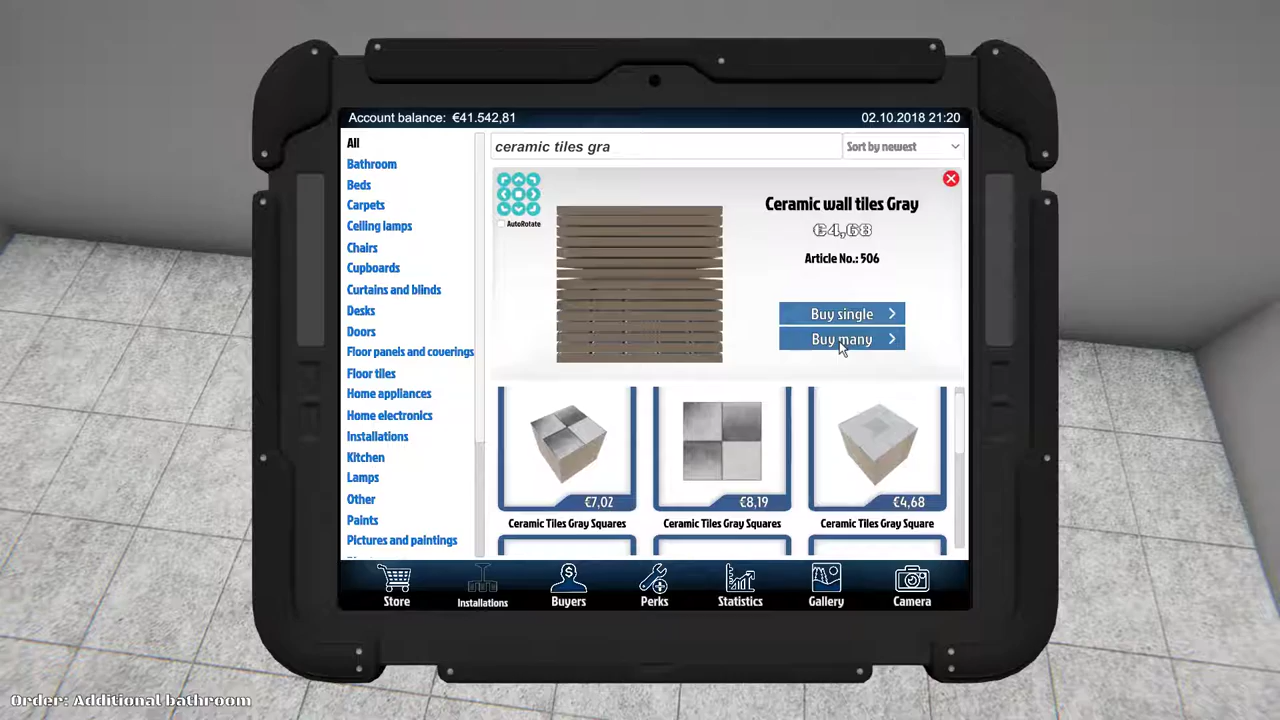 Account balance: €41.542,81
02.10.2018 21:20
All
Bathroom
Beds
Carpets
Ceiling lamps
Chairs
Cupboards
Curtains and blinds
Desks
Doors
Floor panels and coverings
Floor tiles
Home appliances
Home electronics
Installations
Kitchen
Lamps
Other
Paints
Pictures and paintings
ceramic tiles gra
Sort by newest
AutoRotate
Ceramic wall tiles Gray
€4,68
Article No.: 506
Buy single
Buy many
€7,02
€8,19
€4,68
Ceramic Tiles Gray Squares
Ceramic Tiles Gray Squares
Ceramic Tiles Gray Square
Store
Installations
Buyers
Perks
Statistics
Gallery
Camera
Order: Additional bathroom